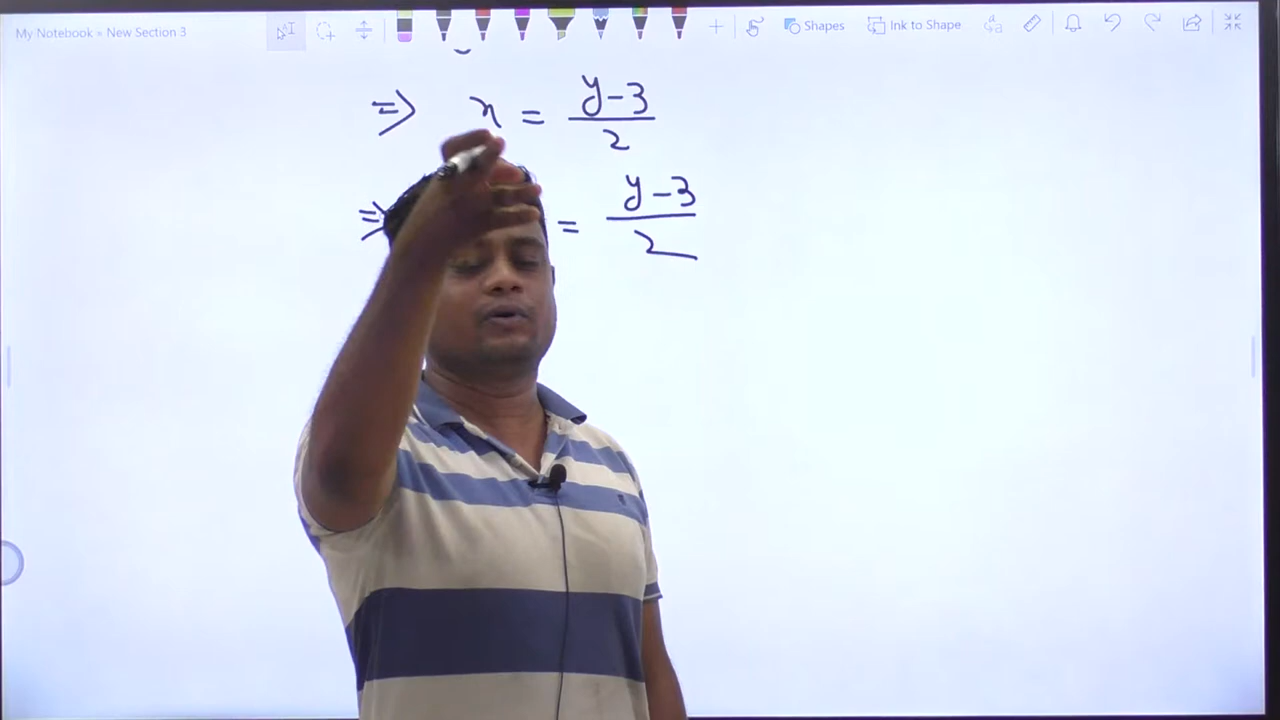 My Notebook » New Section 3
Shapes
Ink to Shape
=> x = y-3
2
=> = y-3
2